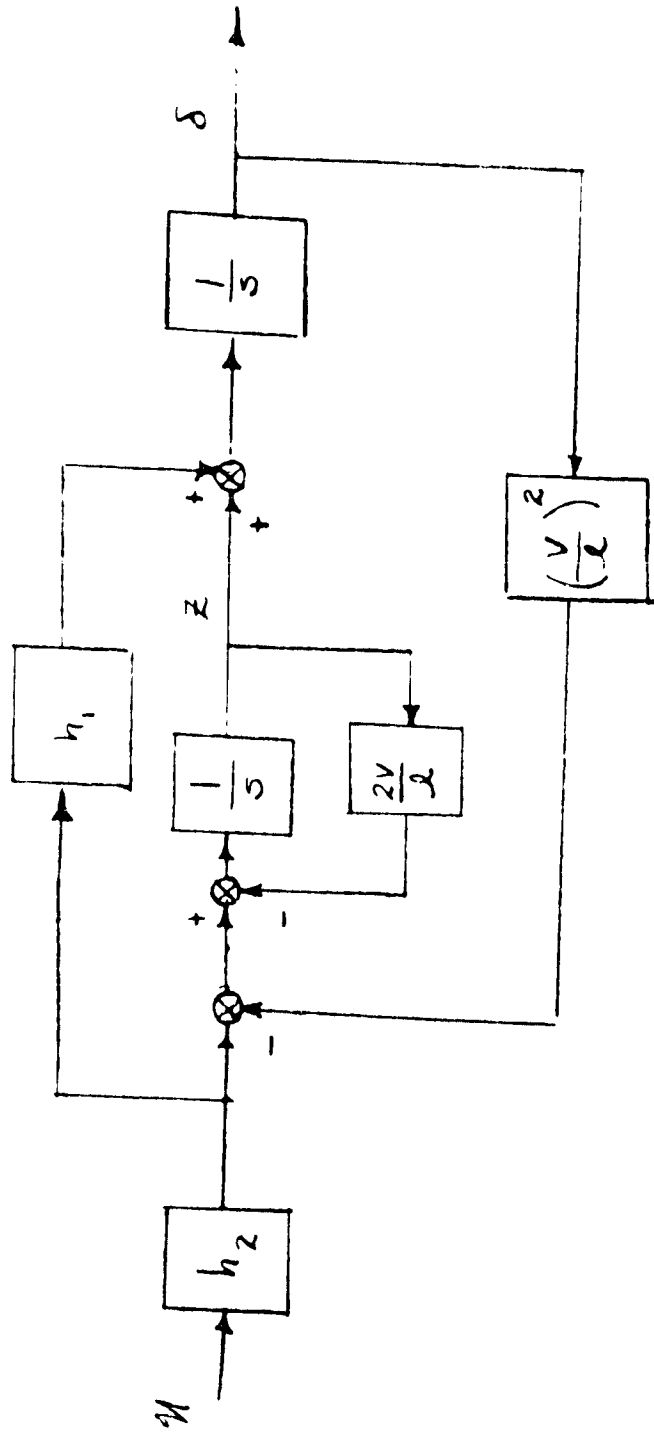 η
h₂
h₁
+
−
−
1/s
2V/l
z
+
+
1/s
δ
(V/l)²